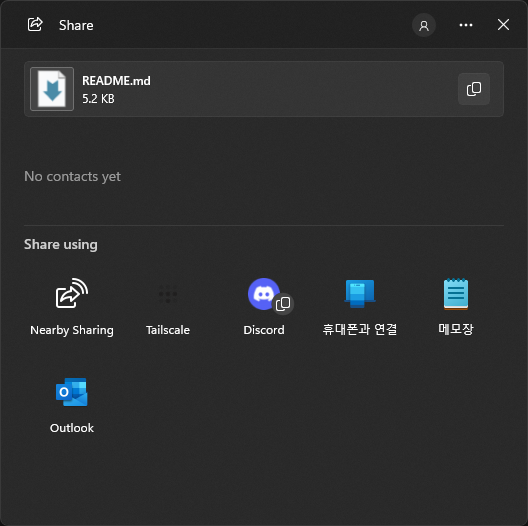 Share
README.md
5.2 KB
No contacts yet
Share using
Nearby Sharing
Tailscale
Discord
휴대폰과 연결
메모장
Outlook